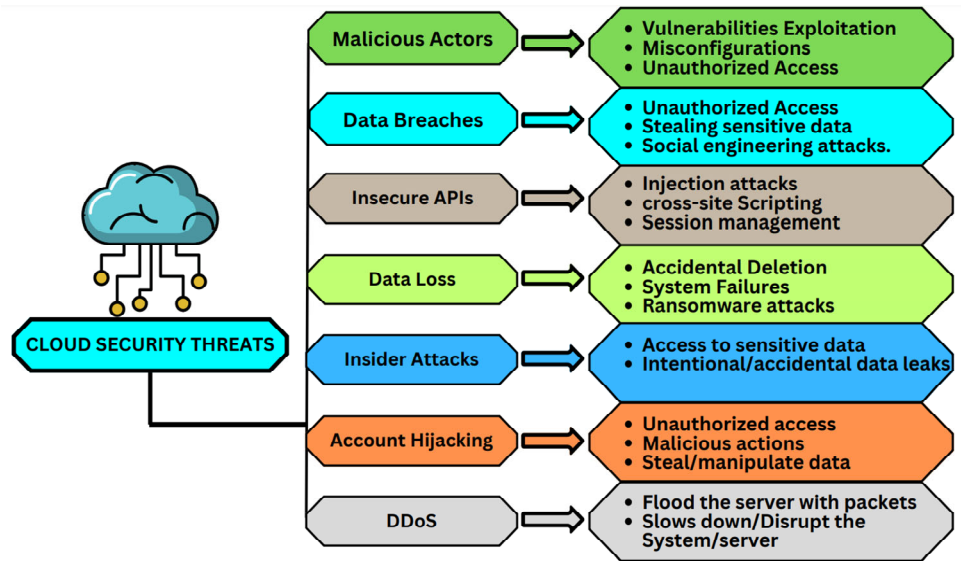 Malicious Actors
• Vulnerabilities Exploitation
• Misconfigurations
• Unauthorized Access
Data Breaches
• Unauthorized Access
• Stealing sensitive data
• Social engineering attacks.
Insecure APIs
• Injection attacks
• cross-site Scripting
• Session management
Data Loss
• Accidental Deletion
• System Failures
• Ransomware attacks
CLOUD SECURITY THREATS
Insider Attacks
• Access to sensitive data
• Intentional/accidental data leaks
Account Hijacking
• Unauthorized access
• Malicious actions
• Steal/manipulate data
DDoS
• Flood the server with packets
• Slows down/Disrupt the
System/server